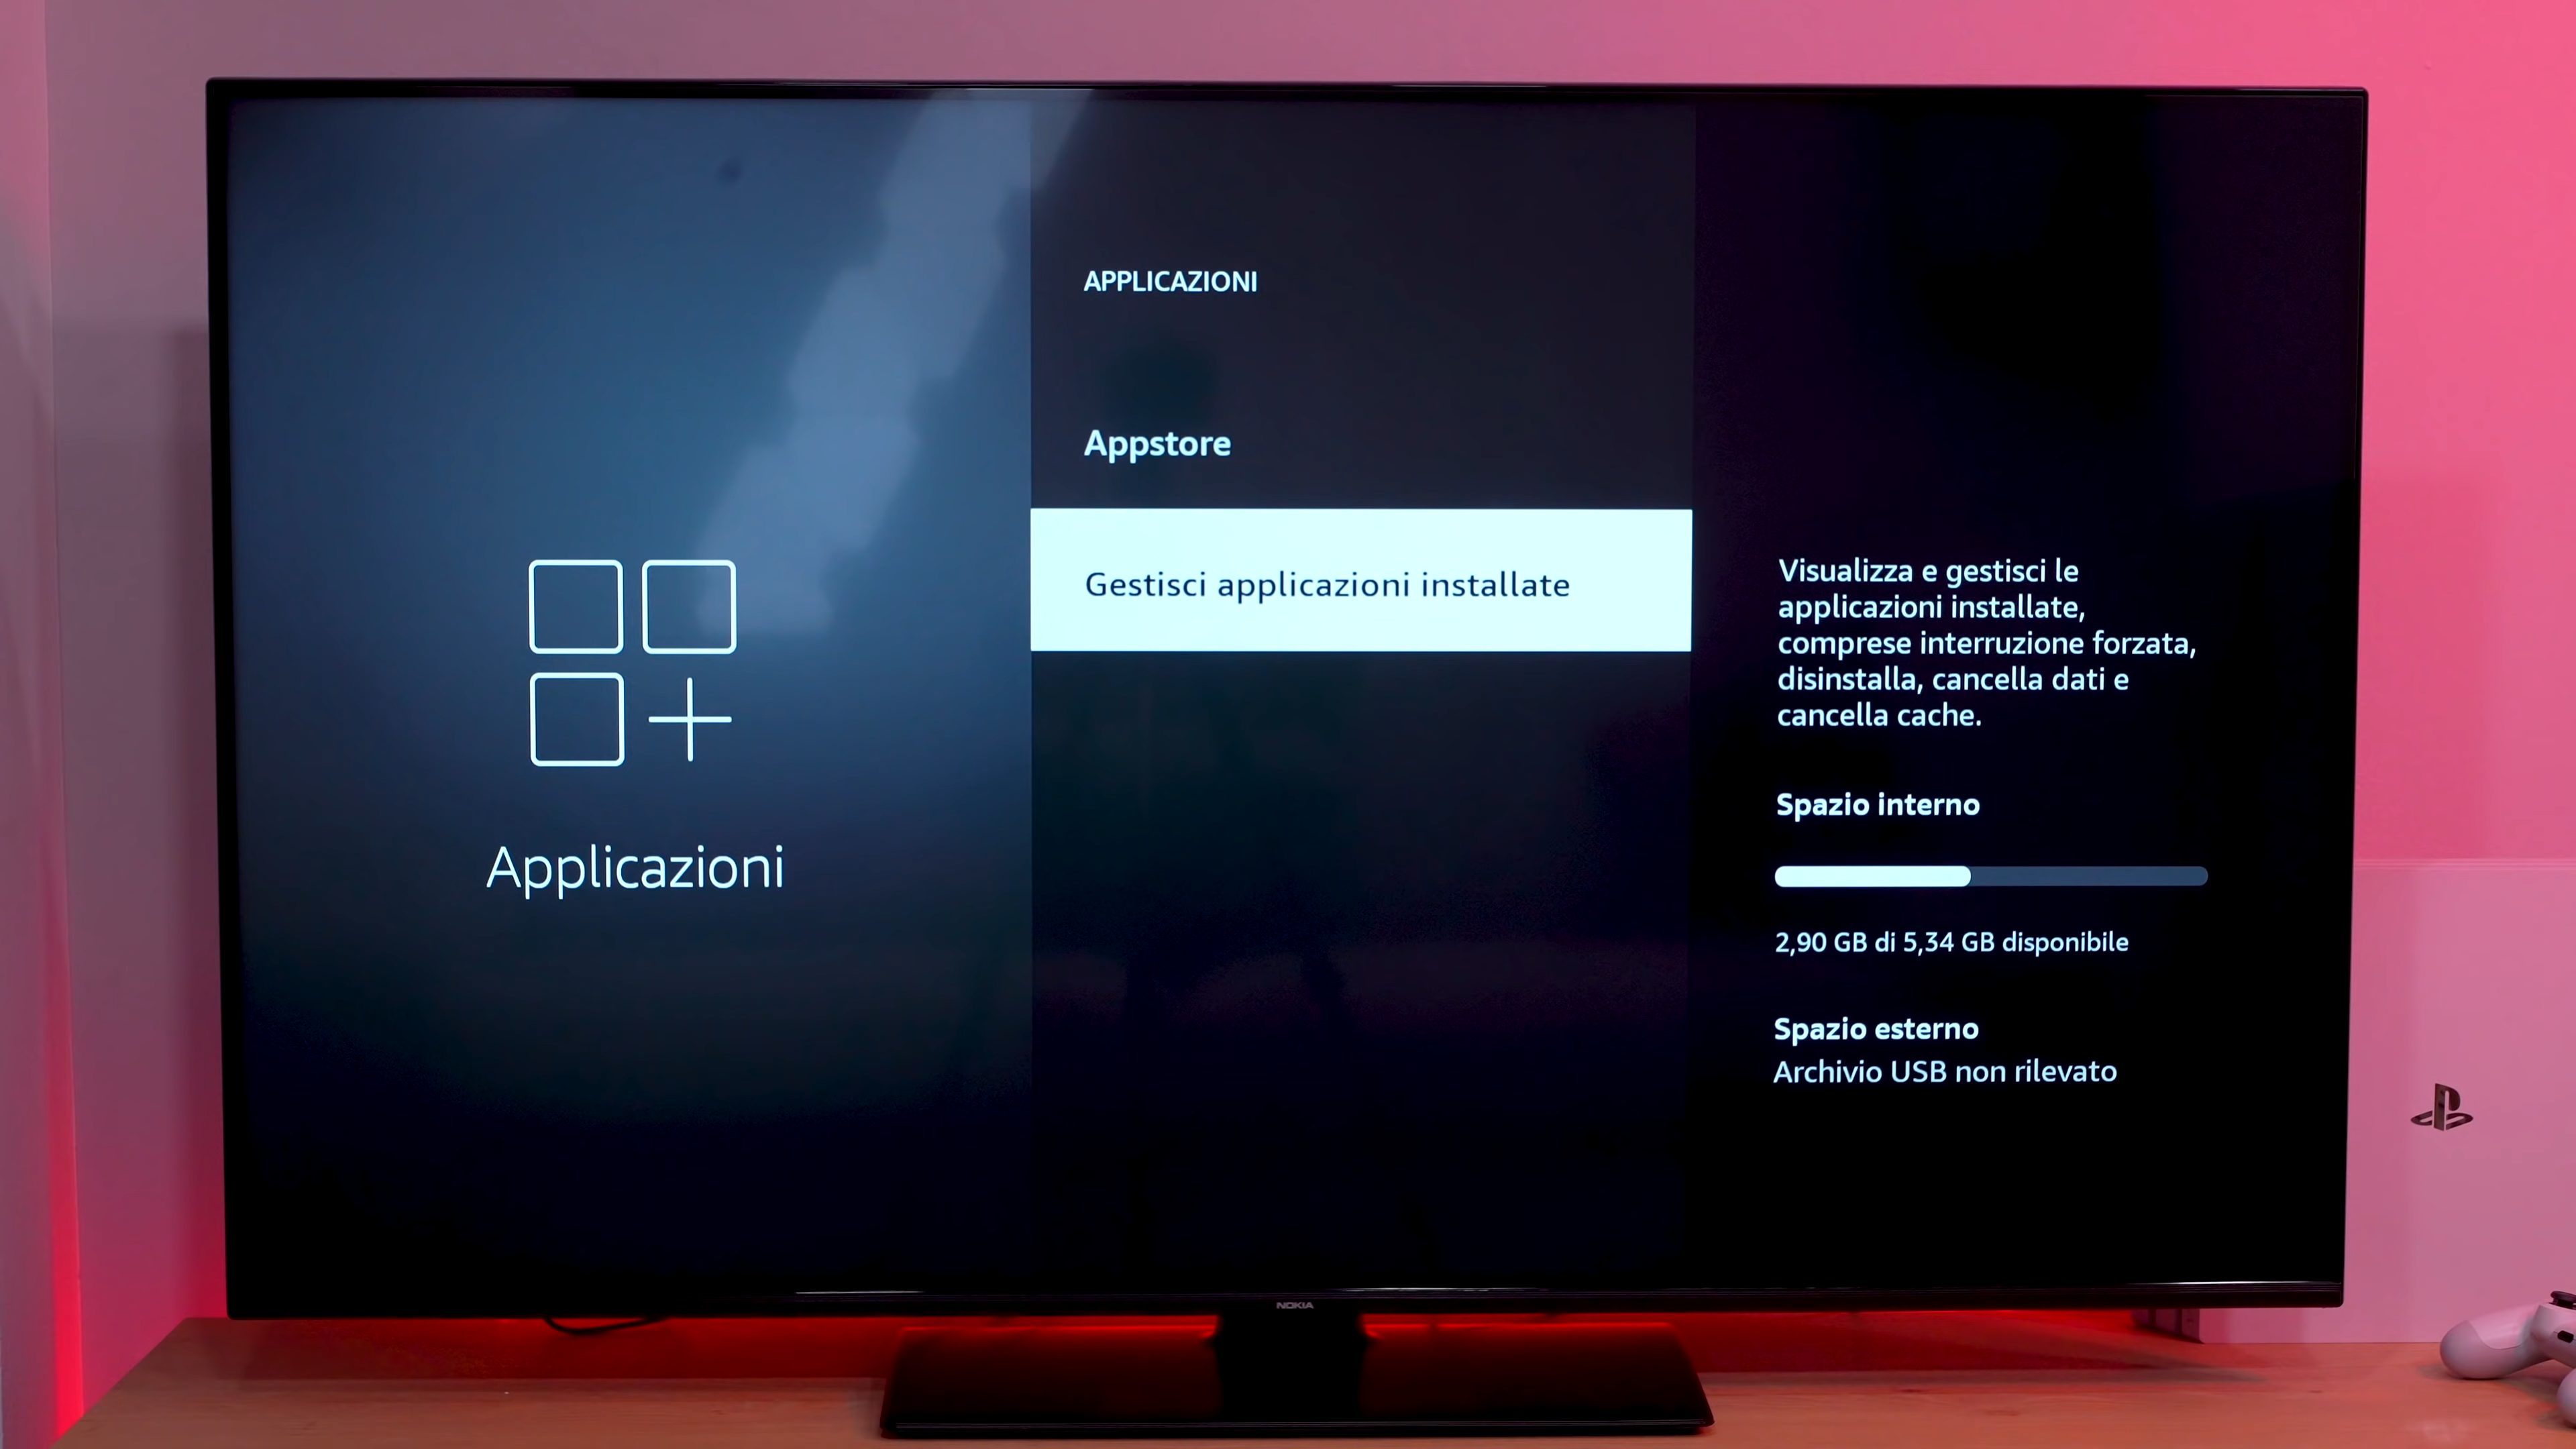 Applicazioni
APPLICAZIONI
Appstore
Gestisci applicazioni installate
Visualizza e gestisci le
applicazioni installate,
comprese interruzione forzata,
disinstalla, cancella dati e
cancella cache.
Spazio interno
2,90 GB di 5,34 GB disponibile
Spazio esterno
Archivio USB non rilevato
NOKIA